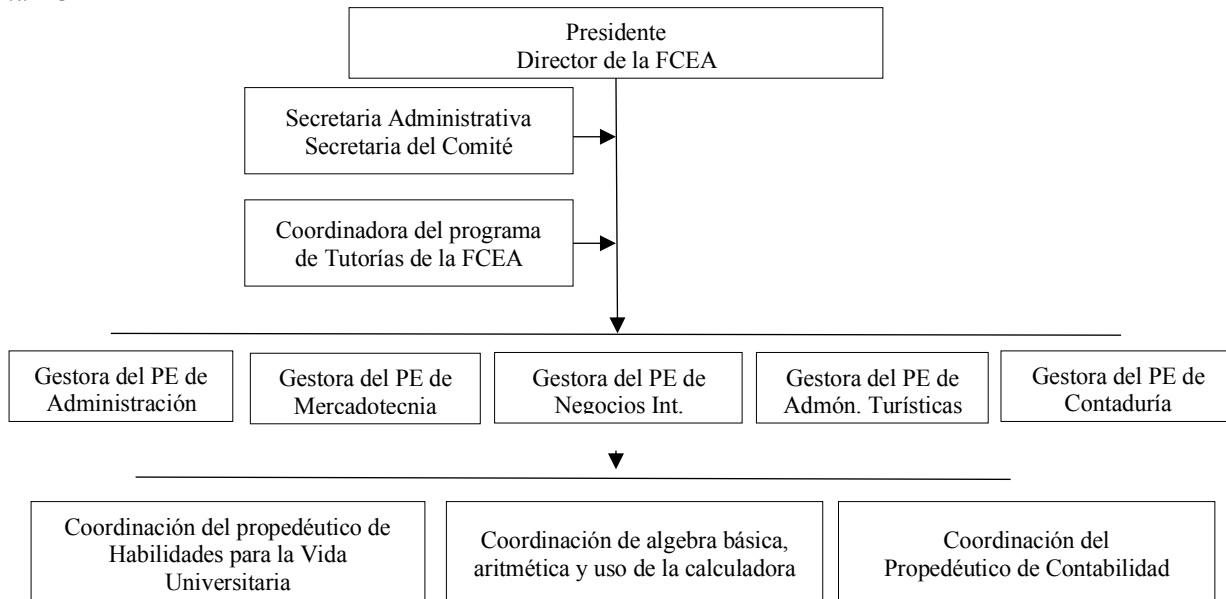 Presidente
Director de la FCEA
Secretaria Administrativa
Secretaria del Comité
Coordinadora del programa
de Tutorías de la FCEA
Gestora del PE de
Administración
Gestora del PE de
Mercadotecnia
Gestora del PE de
Negocios Int.
Gestora del PE de
Admón. Turísticas
Gestora del PE de
Contaduría
Coordinación del propedéutico de
Habilidades para la Vida
Universitaria
Coordinación de algebra básica,
aritmética y uso de la calculadora
Coordinación del
Propedéutico de Contabilidad